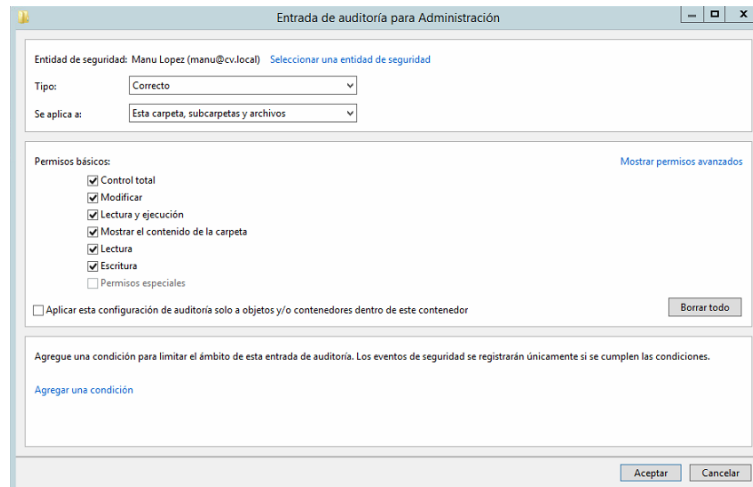 Entrada de auditoría para Administración
Entidad de seguridad: Manu Lopez (manu@cv.local) Seleccionar una entidad de seguridad
Tipo: Correcto
Se aplica a: Esta carpeta, subcarpetas y archivos
Permisos básicos: Mostrar permisos avanzados
Control total
Modificar
Lectura y ejecución
Mostrar el contenido de la carpeta
Lectura
Escritura
Permisos especiales
Aplicar esta configuración de auditoría solo a objetos y/o contenedores dentro de este contenedor Borrar todo
Agregue una condición para limitar el ámbito de esta entrada de auditoría. Los eventos de seguridad se registrarán únicamente si se cumplen las condiciones.
Agregar una condición
Aceptar Cancelar